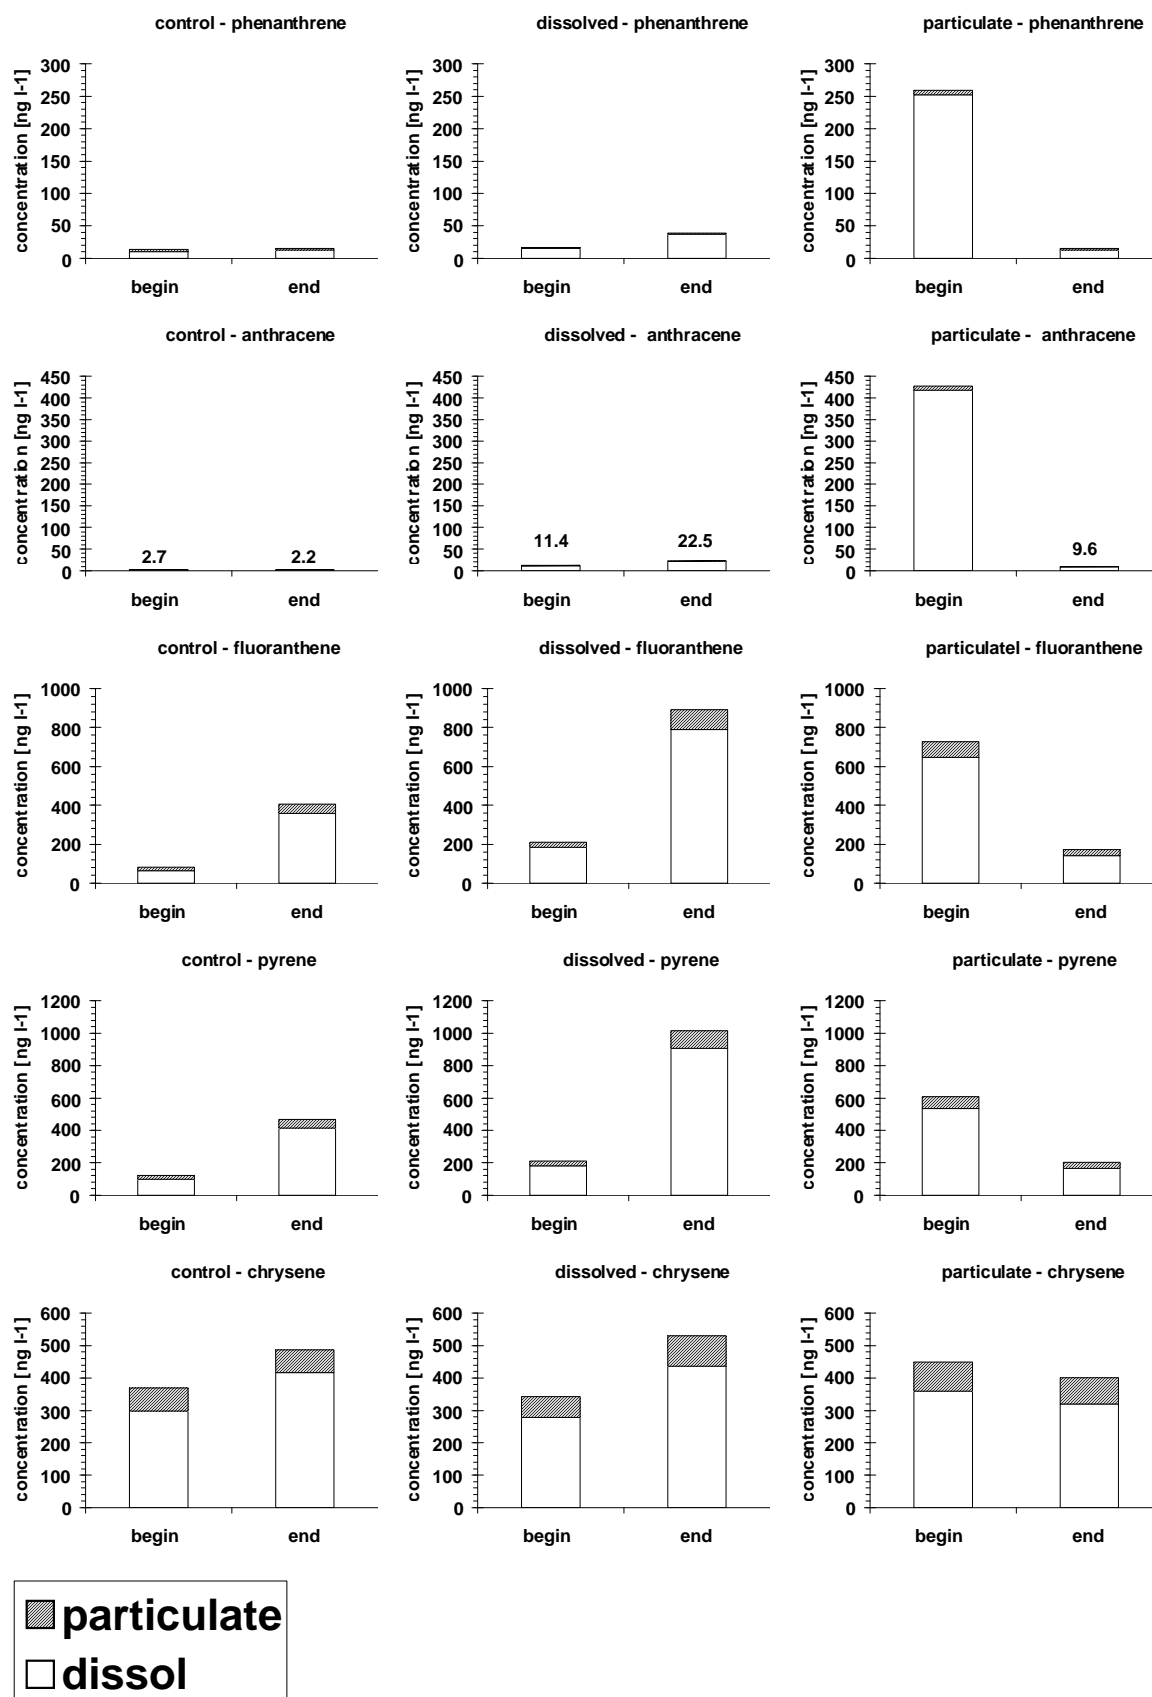 control - phenanthrene
dissolved - phenanthrene
particulate - phenanthrene
concentration [ng l-1]
300
250
200
150
100
50
0
begin end
concentration [ng l-1]
300
250
200
150
100
50
0
begin end
concentration [ng l-1]
300
250
200
150
100
50
0
begin end
control - anthracene
dissolved - anthracene
particulate - anthracene
concentration [ng l-1]
450
400
350
300
450
200
150
100
50
0
2.7 2.2
begin end
concentration [ng l-1]
450
400
350
300
450
200
150
100
50
0
11.4 22.5
begin end
concentration [ng l-1]
450
400
350
300
450
200
150
100
50
0
9.6
begin end
control - fluoranthene
dissolved - fluoranthene
particulatel - fluoranthene
concentration [ng l-1]
1000
800
600
400
200
0
begin end
concentration [ng l-1]
1000
800
600
400
200
0
begin end
concentration [ng l-1]
1000
800
600
400
200
0
begin end
control - pyrene
dissolved - pyrene
particulate - pyrene
concentration [ng l-1]
1200
1000
800
600
400
200
0
begin end
concentration [ng l-1]
1200
1000
800
600
400
200
0
begin end
concentration [ng l-1]
1200
1000
800
600
400
200
0
begin end
control - chrysene
dissolved - chrysene
particulate - chrysene
concentration [ng l-1]
600
500
400
300
200
100
0
begin end
concentration [ng l-1]
600
500
400
300
200
100
0
begin end
concentration [ng l-1]
600
500
400
300
200
100
0
begin end
particulate
dissol